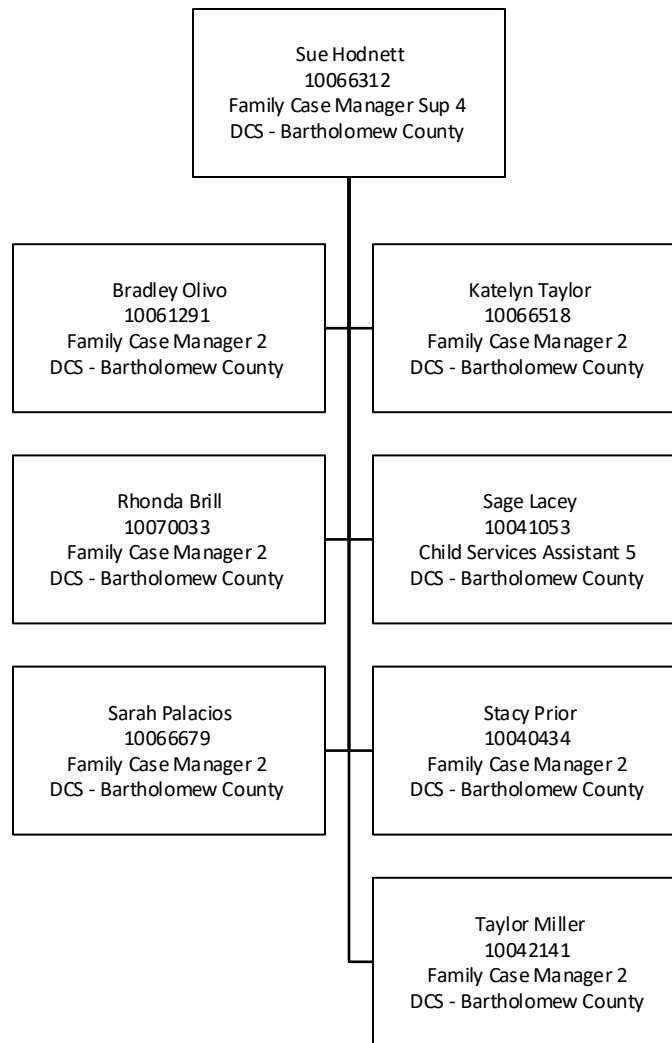 Sue Hodnett
10066312
Family Case Manager Sup 4
DCS - Bartholomew County
Bradley Olivo
10061291
Family Case Manager 2
DCS - Bartholomew County
Katelyn Taylor
10066518
Family Case Manager 2
DCS - Bartholomew County
Rhonda Brill
10070033
Family Case Manager 2
DCS - Bartholomew County
Sage Lacey
10041053
Child Services Assistant 5
DCS - Bartholomew County
Sarah Palacios
10066679
Family Case Manager 2
DCS - Bartholomew County
Stacy Prior
10040434
Family Case Manager 2
DCS - Bartholomew County
Taylor Miller
10042141
Family Case Manager 2
DCS - Bartholomew County